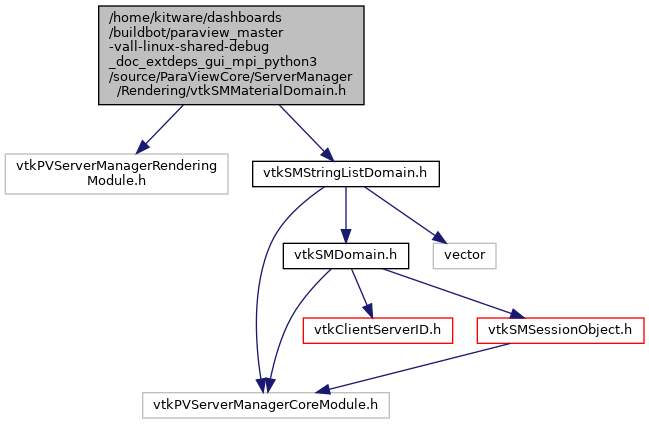 /home/kitware/dashboards
/buildbot/paraview_master
-vall-linux-shared-debug
_doc_extdeps_gui_mpi_python3
/source/ParaViewCore/ServerManager
/Rendering/vtkSMMaterialDomain.h
vtkPVServerManagerRendering
Module.h
vtkSMStringListDomain.h
vtkSMDomain.h
vector
vtkClientServerID.h
vtkSMSessionObject.h
vtkPVServerManagerCoreModule.h